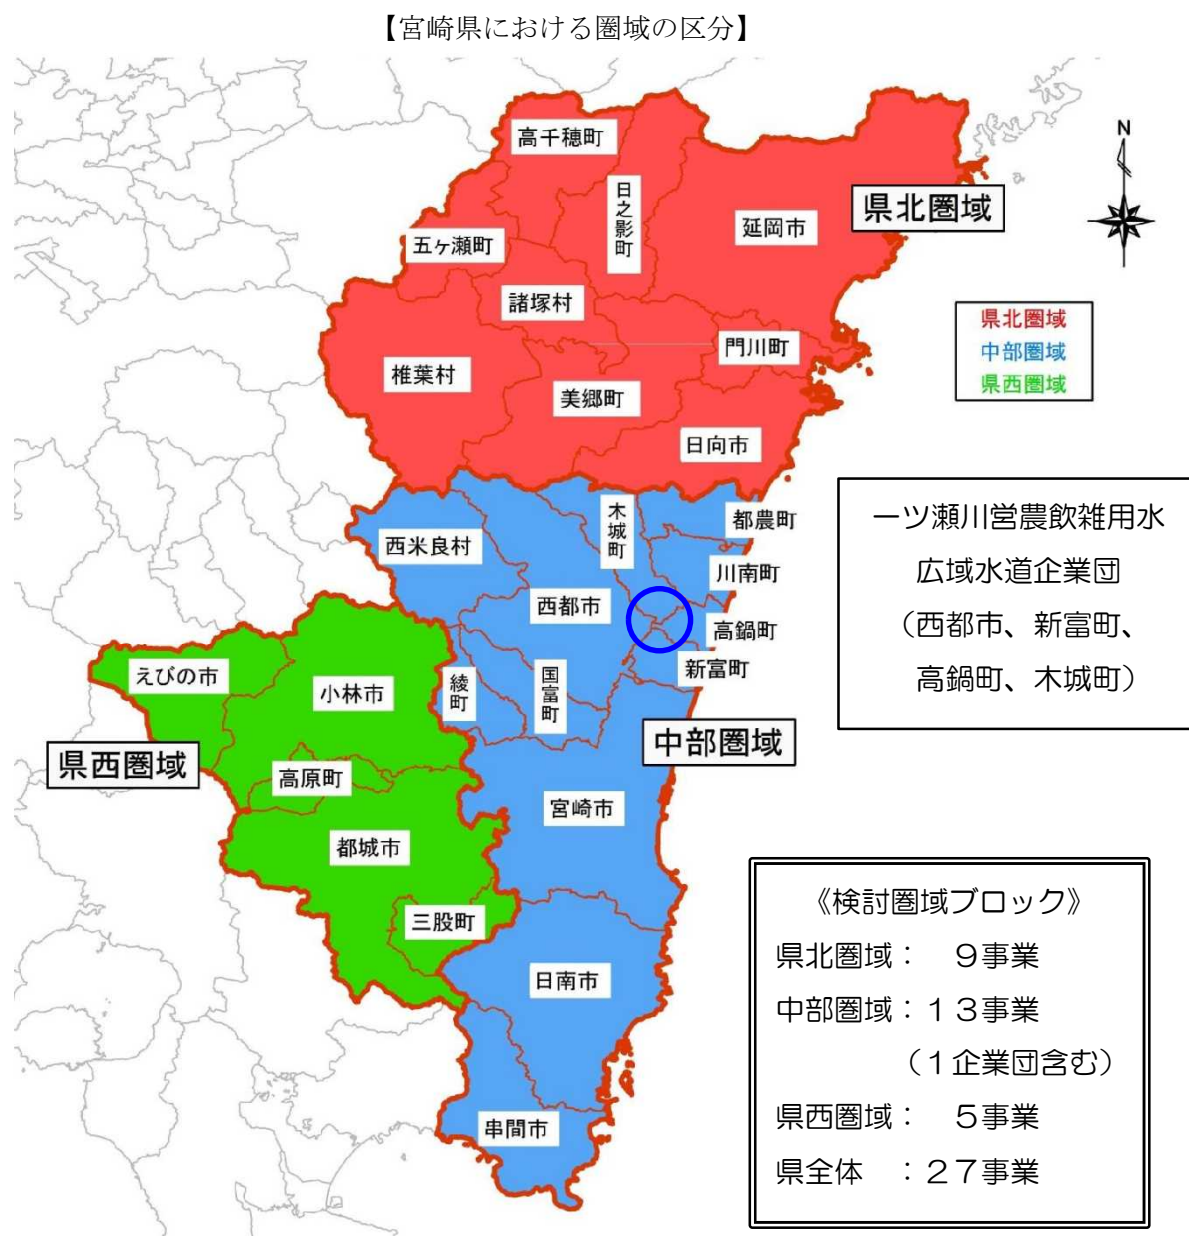 【宮崎県における圏域の区分】
高千穂町
日之影町
延岡市
県北圏域
N
五ヶ瀬町
諸塚村
門川町
椎葉村
美郷町
日向市
県北圏域
中部圏域
県西圏域
木城町
都農町
西米良村
川南町
西都市
高鍋町
新富町
綾町
国富町
えびの市
小林市
中部圏域
県西圏域
高原町
宮崎市
都城市
三股町
日南市
串間市
一ツ瀬川営農飲雑用水
広域水道企業団
（西都市、新富町、
高鍋町、木城町）
《検討圏域ブロック》
県北圏域：　９事業
中部圏域：１３事業
（１企業団含む）
県西圏域：　５事業
県全体　：２７事業